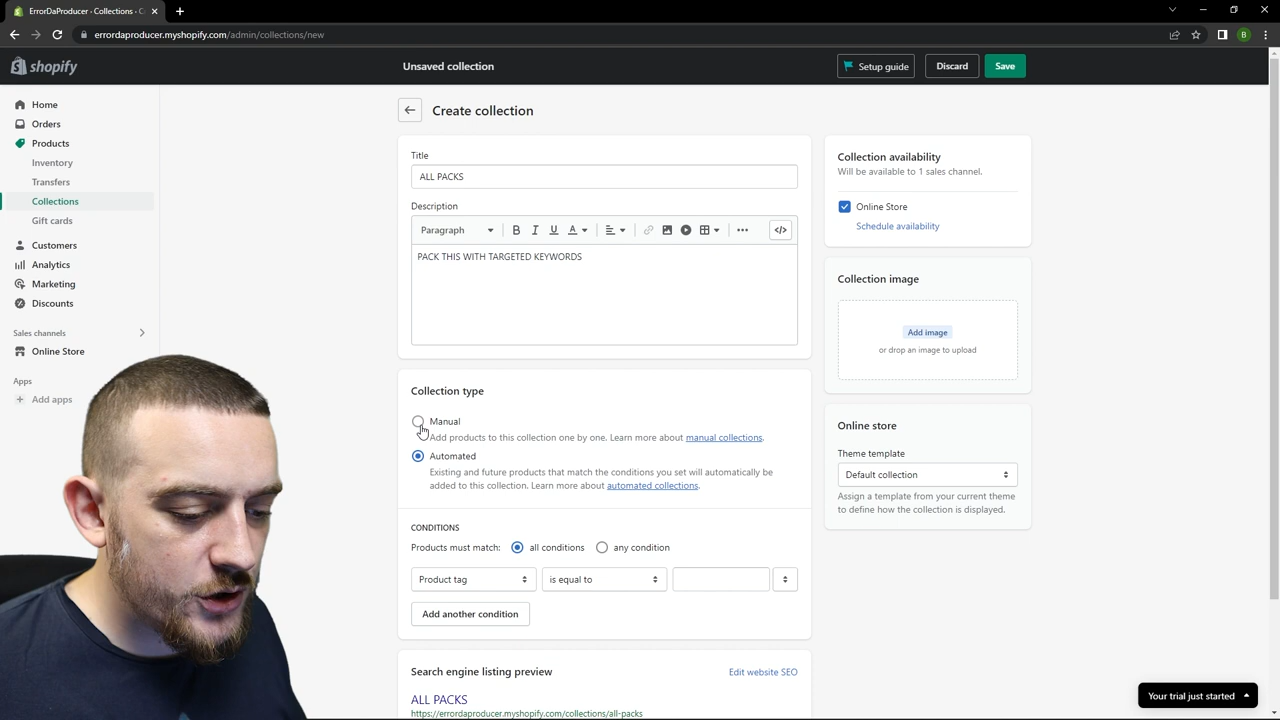 ErrorDaProducer - Collections - C
errordaproducer.myshopify.com/admin/collections/new
B
shopify
Unsaved collection
Setup guide
Discard
Save
Home
Orders
Products
Inventory
Transfers
Collections
Gift cards
Customers
Analytics
Marketing
Discounts
Sales channels
Online Store
Apps
Add apps
Create collection
Title
ALL PACKS
Description
Paragraph
B I U A
</>
PACK THIS WITH TARGETED KEYWORDS
Collection type
Manual
Add products to this collection one by one. Learn more about manual collections.
Automated
Existing and future products that match the conditions you set will automatically be
added to this collection. Learn more about automated collections.
CONDITIONS
Products must match: all conditions any condition
Product tag is equal to
Add another condition
Search engine listing preview
Edit website SEO
ALL PACKS
https://errordaproducer.myshopify.com/collections/all-packs
Collection availability
Will be available to 1 sales channel.
Online Store
Schedule availability
Collection image
Add image
or drop an image to upload
Online store
Theme template
Default collection
Assign a template from your current theme
to define how the collection is displayed.
Your trial just started